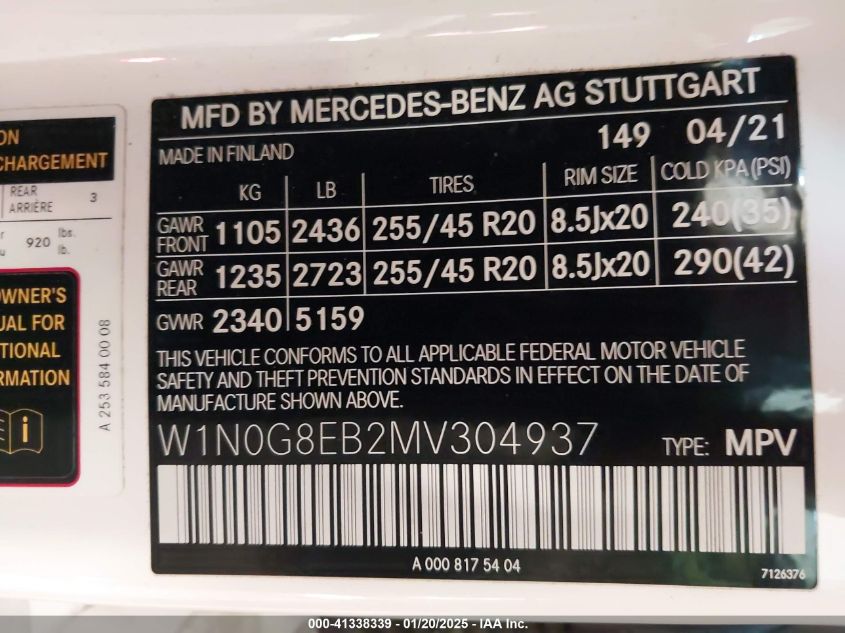 ON
CHARGEMENT
REAR
ARRIÈRE 3
920 lbs.
lb.
OWNER'S
UAL FOR
TIONAL
RMATION
i
A 253 584 00 08
MFD BY MERCEDES-BENZ AG STUTTGART
MADE IN FINLAND 149 04/21
KG LB TIRES RIM SIZE COLD KPA (PSI)
GAWR FRONT 1105 2436 255/45 R20 8.5Jx20 240(35)
GAWR REAR 1235 2723 255/45 R20 8.5Jx20 290(42)
GVWR 2340 5159
THIS VEHICLE CONFORMS TO ALL APPLICABLE FEDERAL MOTOR VEHICLE
SAFETY AND THEFT PREVENTION STANDARDS IN EFFECT ON THE DATE OF
MANUFACTURE SHOWN ABOVE.
W1N0G8EB2MV304937 TYPE: MPV
A 000 817 54 04
7126376
000-41338339 - 01/20/2025 - IAA Inc.